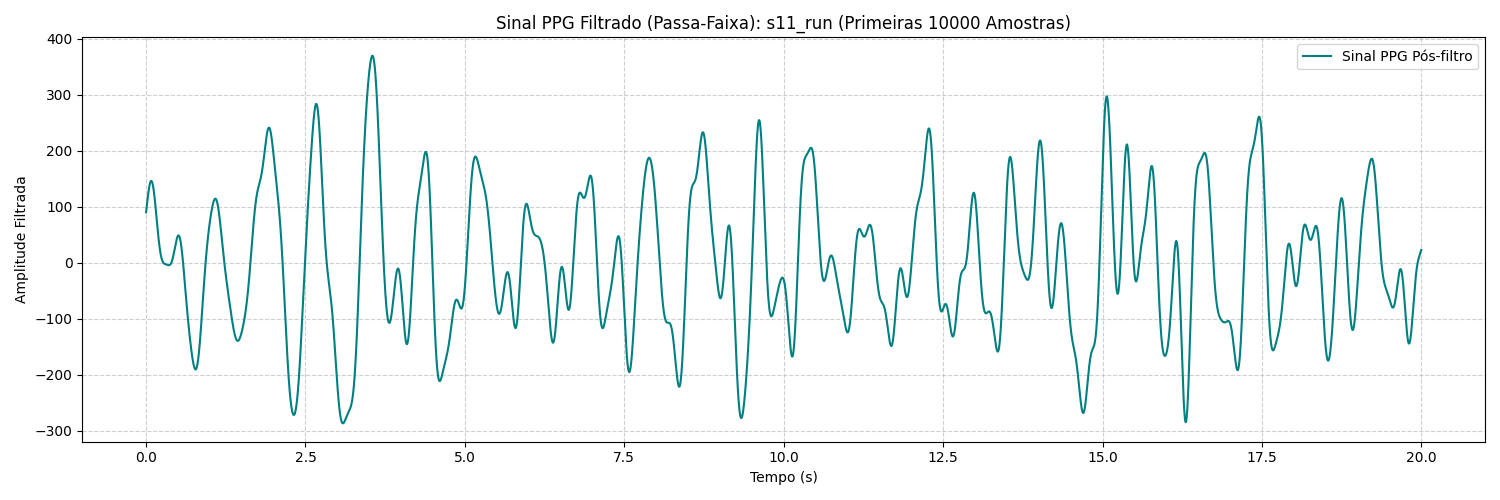 Sinal PPG Filtrado (Passa-Faixa): s11_run (Primeiras 10000 Amostras)
Sinal PPG Pós-filtro
Amplitude Filtrada
400
300
200
100
0
−100
−200
−300
0.0 2.5 5.0 7.5 10.0 12.5 15.0 17.5 20.0
Tempo (s)